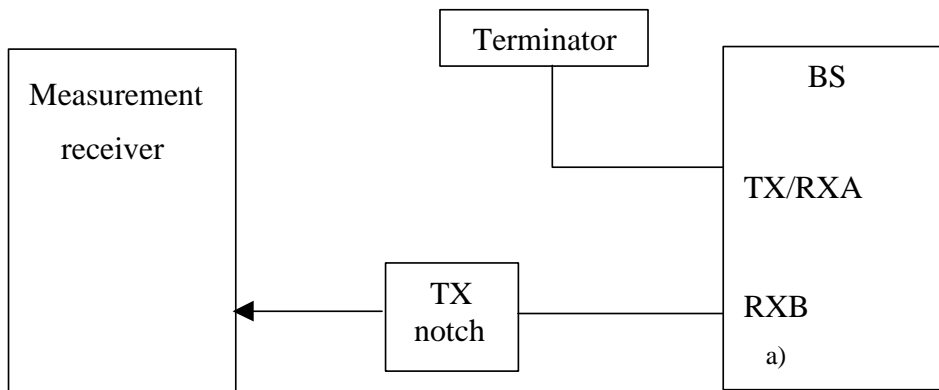 Terminator
Measurement
receiver
BS
TX/RXA
TX
notch
RXB
a)